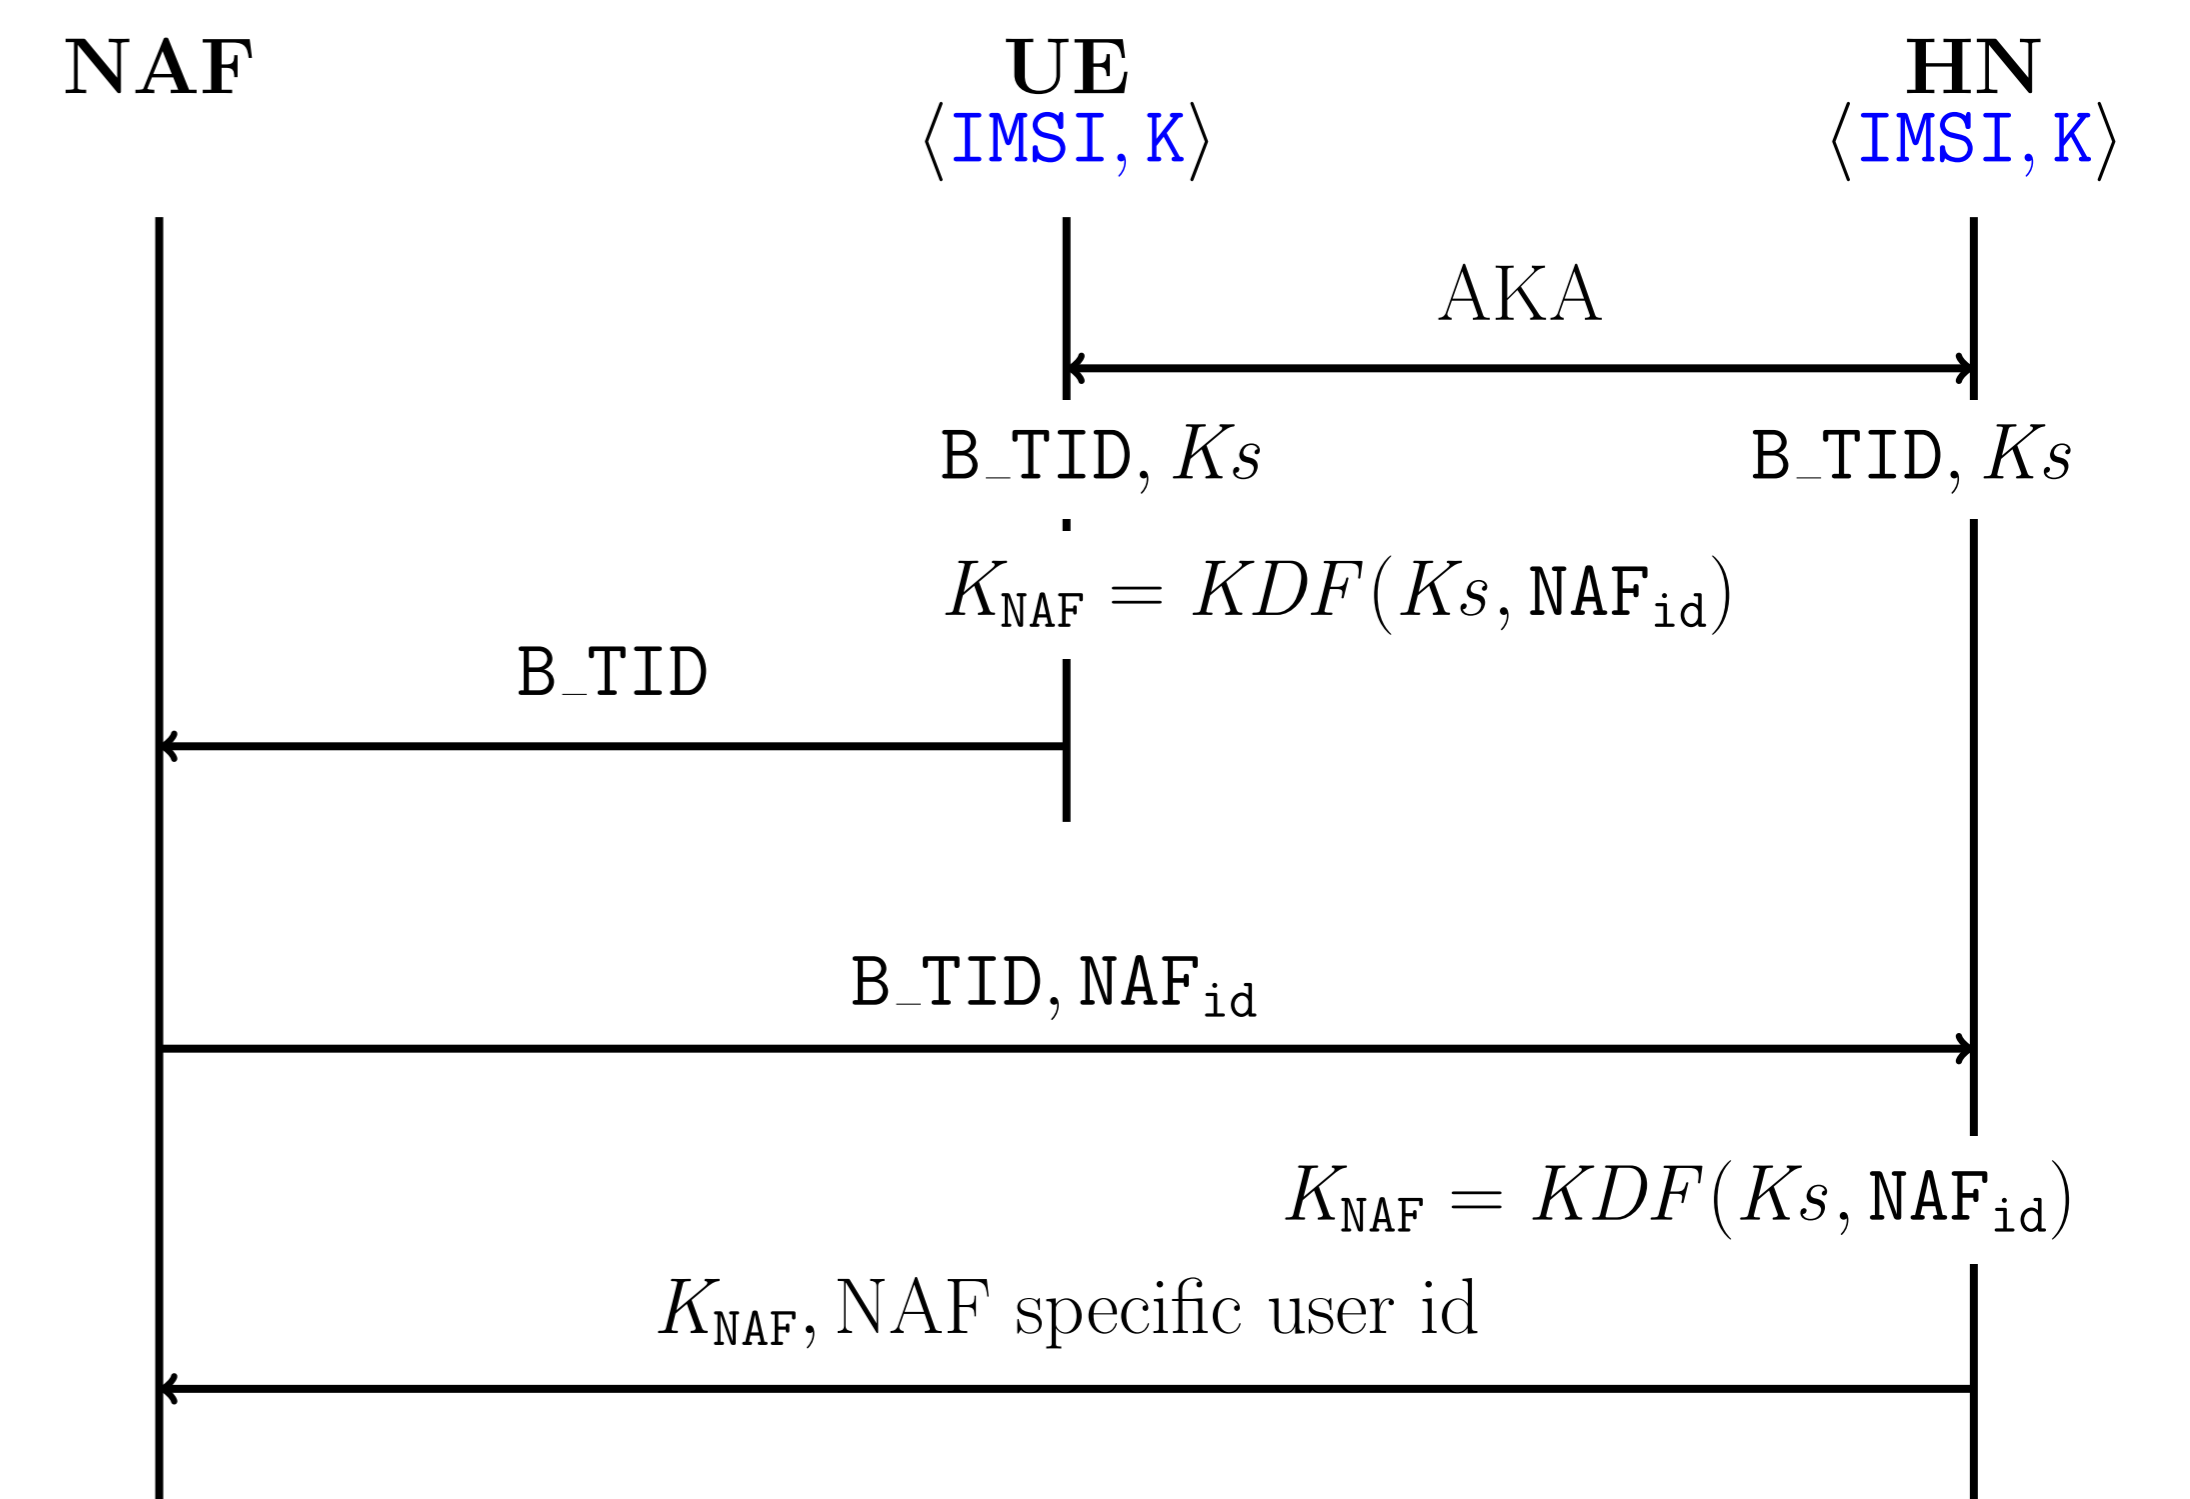 NAF UE HN
⟨IMSI, K⟩ ⟨IMSI, K⟩
AKA
B_TID, Ks B_TID, Ks
K_NAF = KDF(Ks, NAF_id)
B_TID
B_TID, NAF_id
K_NAF = KDF(Ks, NAF_id)
K_NAF, NAF specific user id